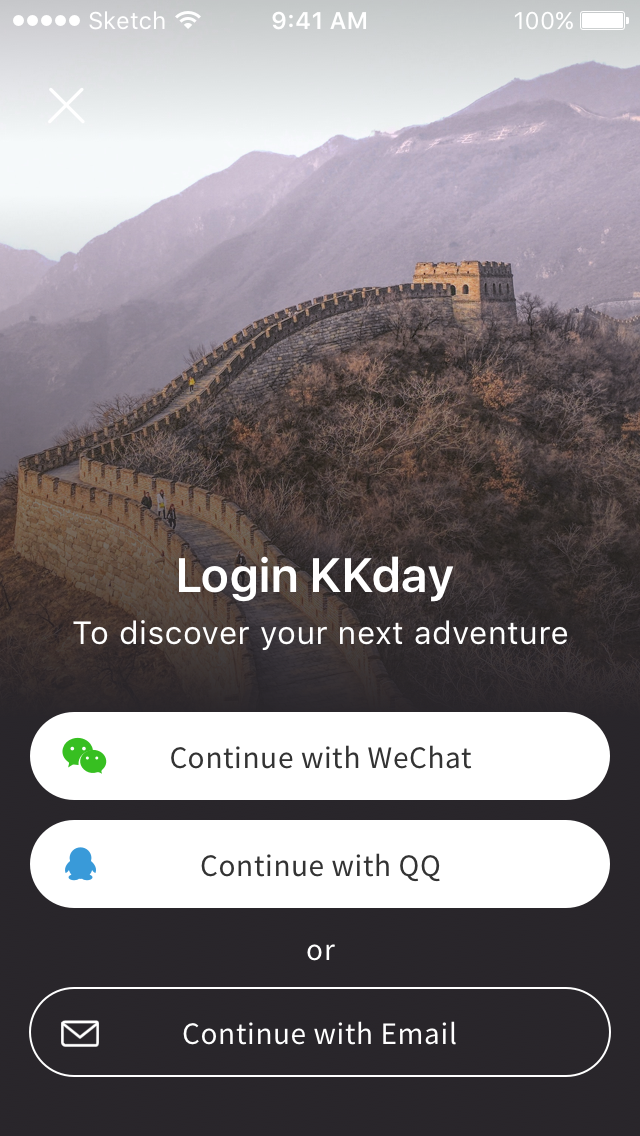 Sketch 9:41 AM 100%
Login KKday
To discover your next adventure
Continue with WeChat
Continue with QQ
or
Continue with Email